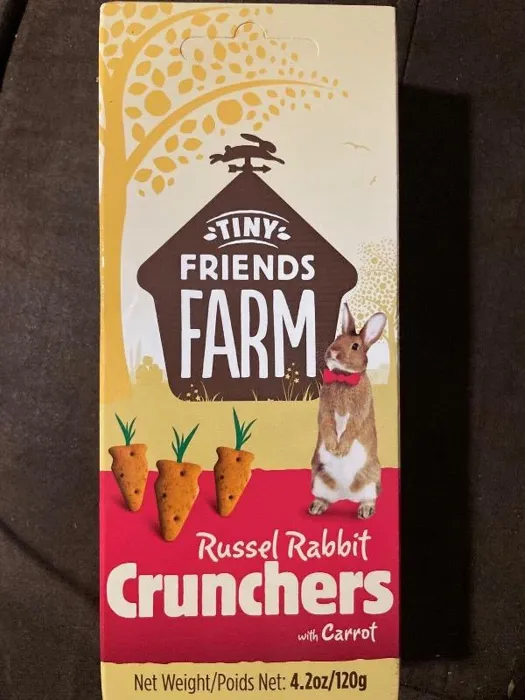 TINY
FRIENDS
FARM
Russel Rabbit
Crunchers
with Carrot
Net Weight/Poids Net: 4.2oz/120g